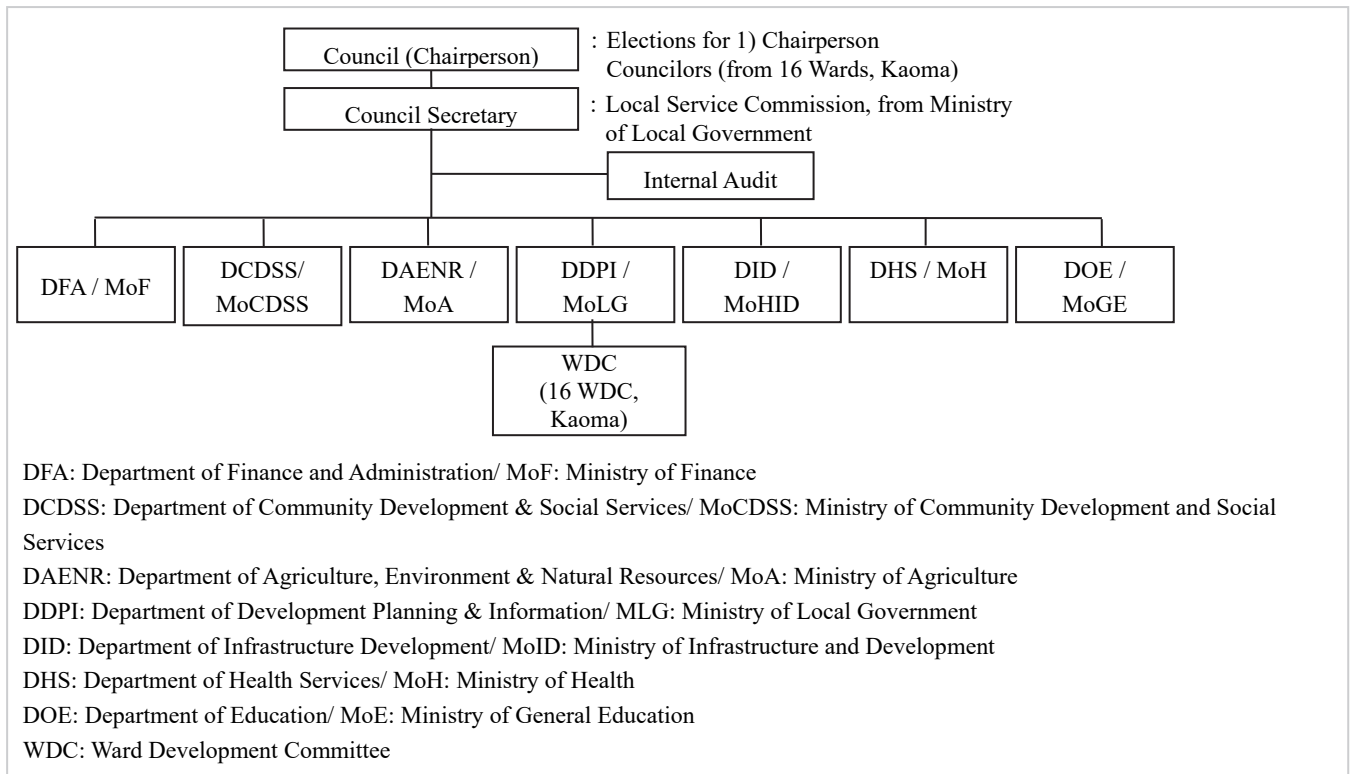 Council (Chairperson)
: Elections for 1) Chairperson
Councilors (from 16 Wards, Kaoma)
Council Secretary
: Local Service Commission, from Ministry
of Local Government
Internal Audit
DFA / MoF
DCDSS/
MoCDSS
DAENR /
MoA
DDPI /
MoLG
DID /
MoHID
DHS / MoH
DOE /
MoGE
WDC
(16 WDC,
Kaoma)
DFA: Department of Finance and Administration/ MoF: Ministry of Finance
DCDSS: Department of Community Development & Social Services/ MoCDSS: Ministry of Community Development and Social
Services
DAENR: Department of Agriculture, Environment & Natural Resources/ MoA: Ministry of Agriculture
DDPI: Department of Development Planning & Information/ MLG: Ministry of Local Government
DID: Department of Infrastructure Development/ MoID: Ministry of Infrastructure and Development
DHS: Department of Health Services/ MoH: Ministry of Health
DOE: Department of Education/ MoE: Ministry of General Education
WDC: Ward Development Committee